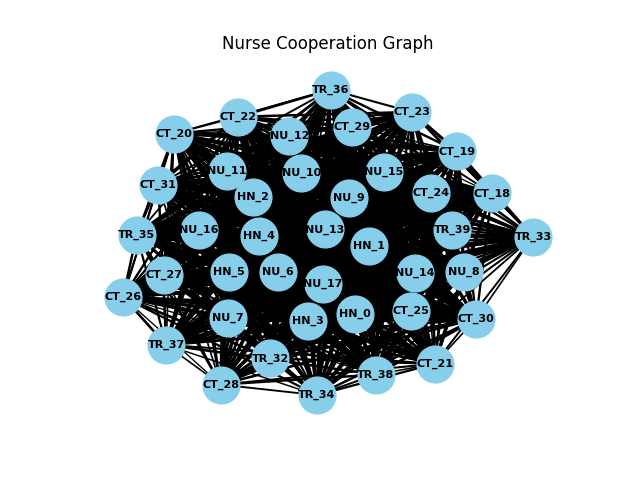 Nurse Cooperation Graph
TR_36
CT_23
CT_22
CT_29
CT_20
NU_12
CT_19
NU_11
NU_10
NU_15
CT_31
CT_24
CT_18
HN_2
NU_9
TR_35
NU_16
HN_4
NU_13
HN_1
TR_39
TR_33
CT_27
HN_5
NU_6
NU_14
NU_8
NU_17
CT_26
NU_7
HN_3
HN_0
CT_25
CT_30
TR_37
TR_32
CT_21
TR_38
CT_28
TR_34